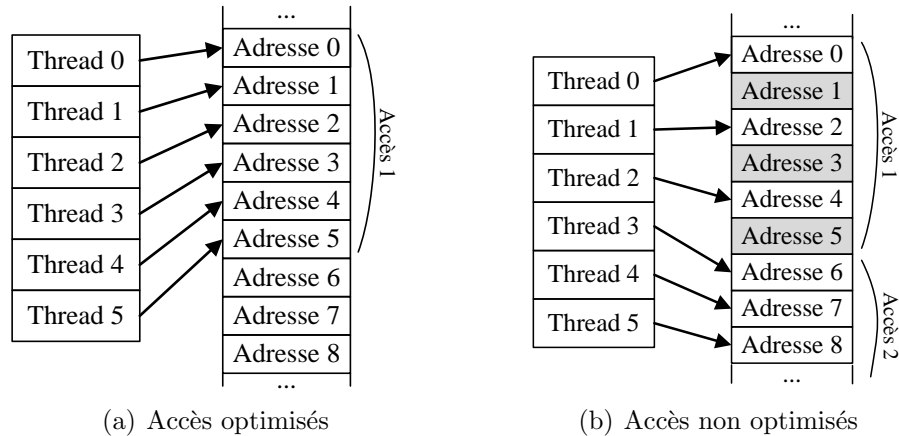 ...
Thread 0
Thread 1
Thread 2
Thread 3
Thread 4
Thread 5
Adresse 0
Adresse 1
Adresse 2
Adresse 3
Adresse 4
Adresse 5
Adresse 6
Adresse 7
Adresse 8
...
Accès 1
(a) Accès optimisés
...
Thread 0
Thread 1
Thread 2
Thread 3
Thread 4
Thread 5
Adresse 0
Adresse 1
Adresse 2
Adresse 3
Adresse 4
Adresse 5
Adresse 6
Adresse 7
Adresse 8
...
Accès 1
Accès 2
(b) Accès non optimisés